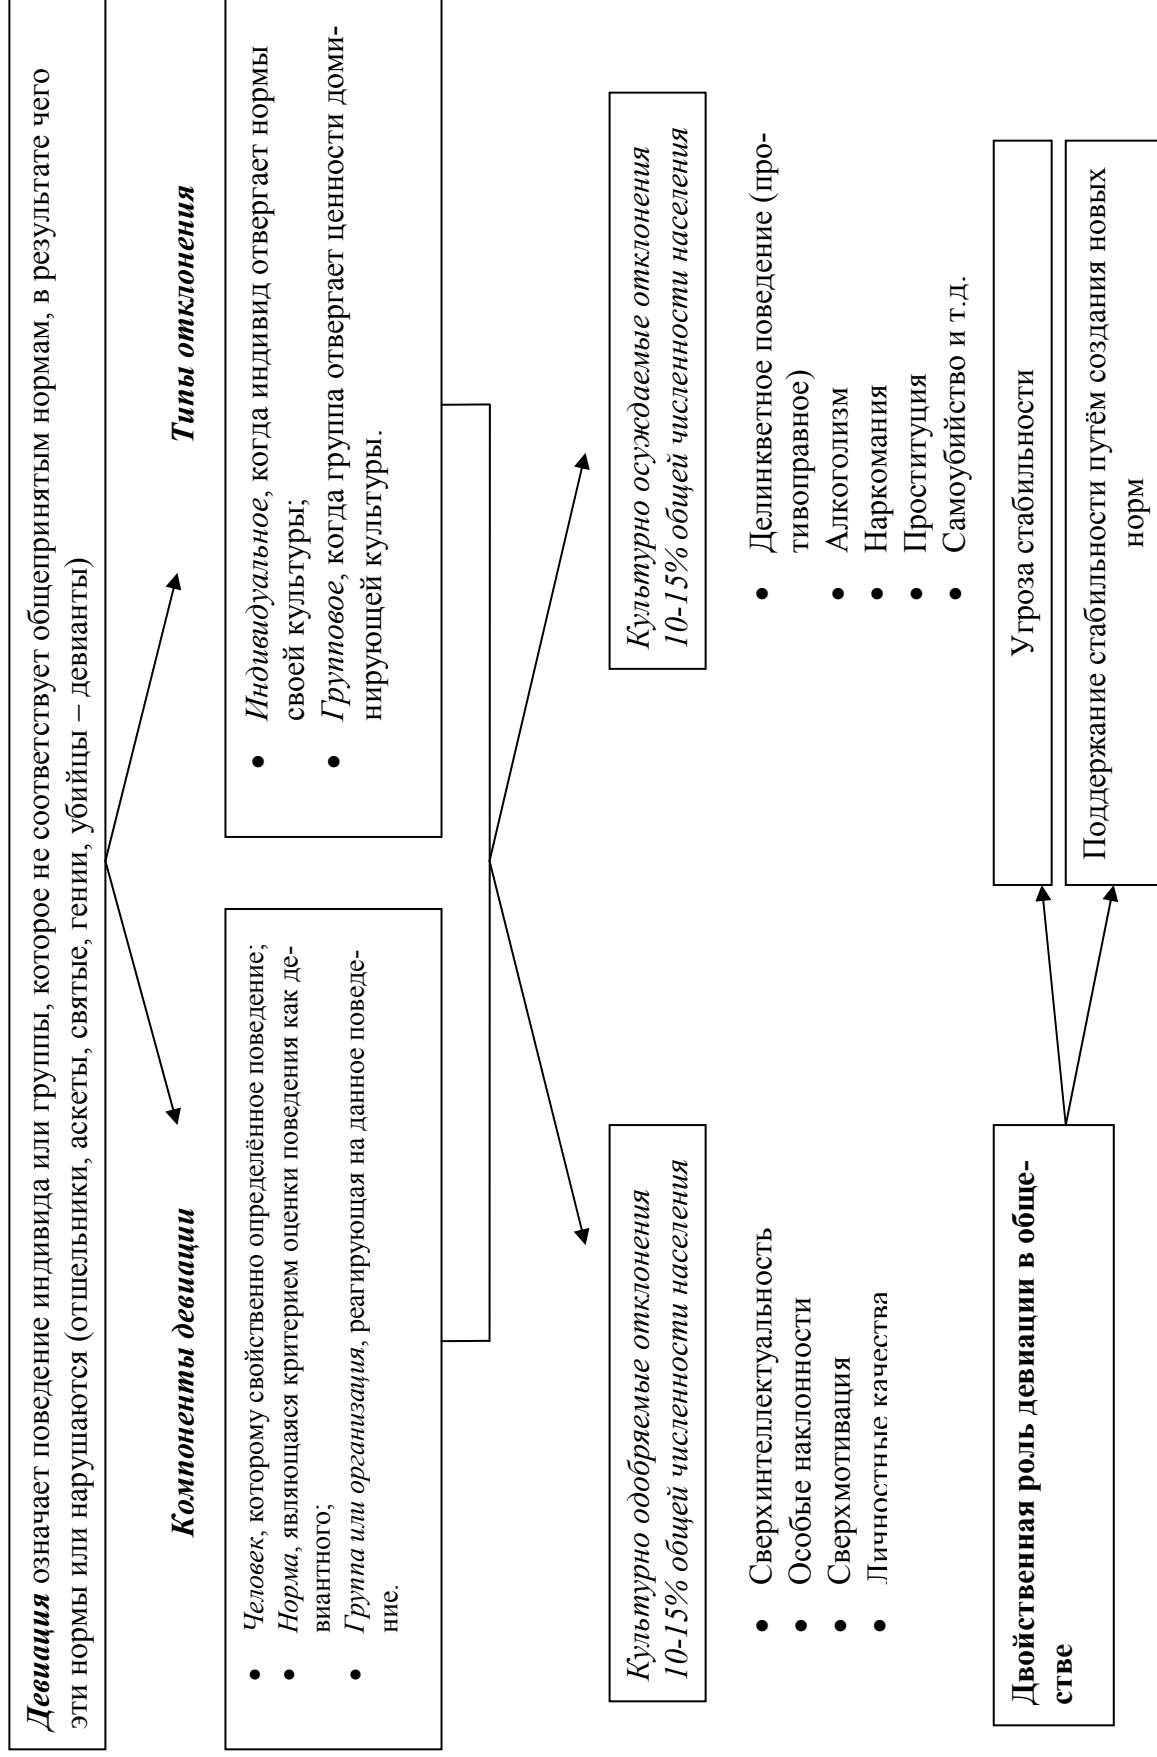 Девиация означает поведение индивида или группы, которое не соответствует общепринятым нормам, в результате чего
эти нормы или нарушаются (отшельники, аскеты, святые, гении, убийцы – девианты)
Компоненты девиации
Типы отклонения
• Человек, которому свойственно определённое поведение;
• Норма, являющаяся критерием оценки поведения как де-
виантного;
• Группа или организация, реагирующая на данное поведе-
ние.
• Индивидуальное, когда индивид отвергает нормы
своей культуры;
• Групповое, когда группа отвергает ценности доми-
нирующей культуры.
Культурно одобряемые отклонения
10-15% общей численности населения
Культурно осуждаемые отклонения
10-15% общей численности населения
• Сверхинтеллектуальность
• Особые наклонности
• Сверхмотивация
• Личностные качества
• Делинкветное поведение (про-
тивоправное)
• Алкоголизм
• Наркомания
• Проституция
• Самоубийство и т.д.
Двойственная роль девиации в обще-
стве
Угроза стабильности
Поддержание стабильности путём создания новых
норм